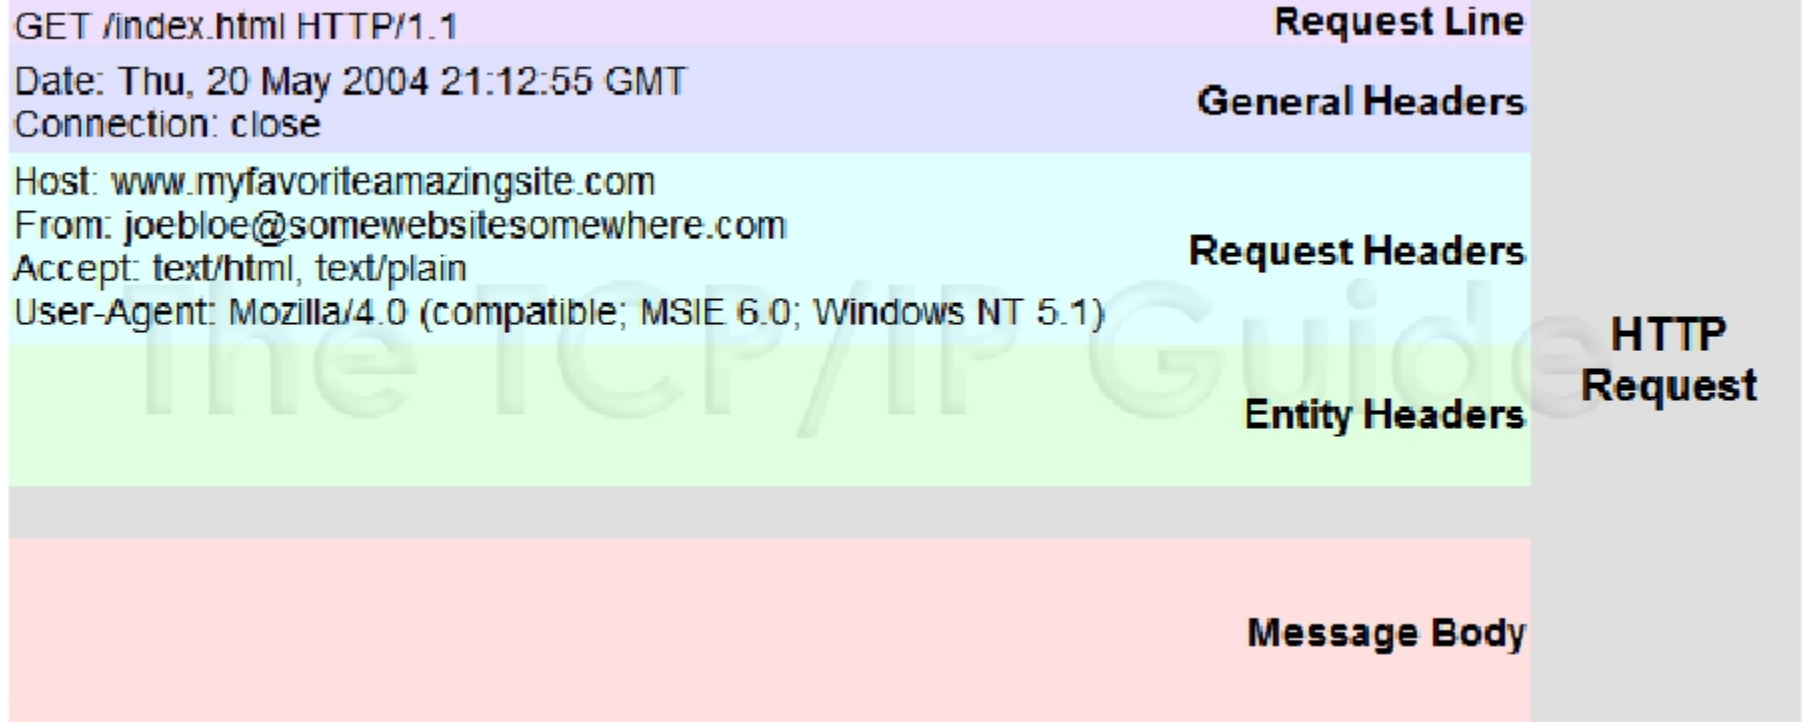 GET /index.html HTTP/1.1
Request Line
Date: Thu, 20 May 2004 21:12:55 GMT
Connection: close
General Headers
Host: www.myfavoriteamazingsite.com
From: joebloe@somewebsitesomewhere.com
Accept: text/html, text/plain
User-Agent: Mozilla/4.0 (compatible; MSIE 6.0; Windows NT 5.1)
Request Headers
The TCP/IP Guide
Entity Headers
Message Body
HTTP
Request